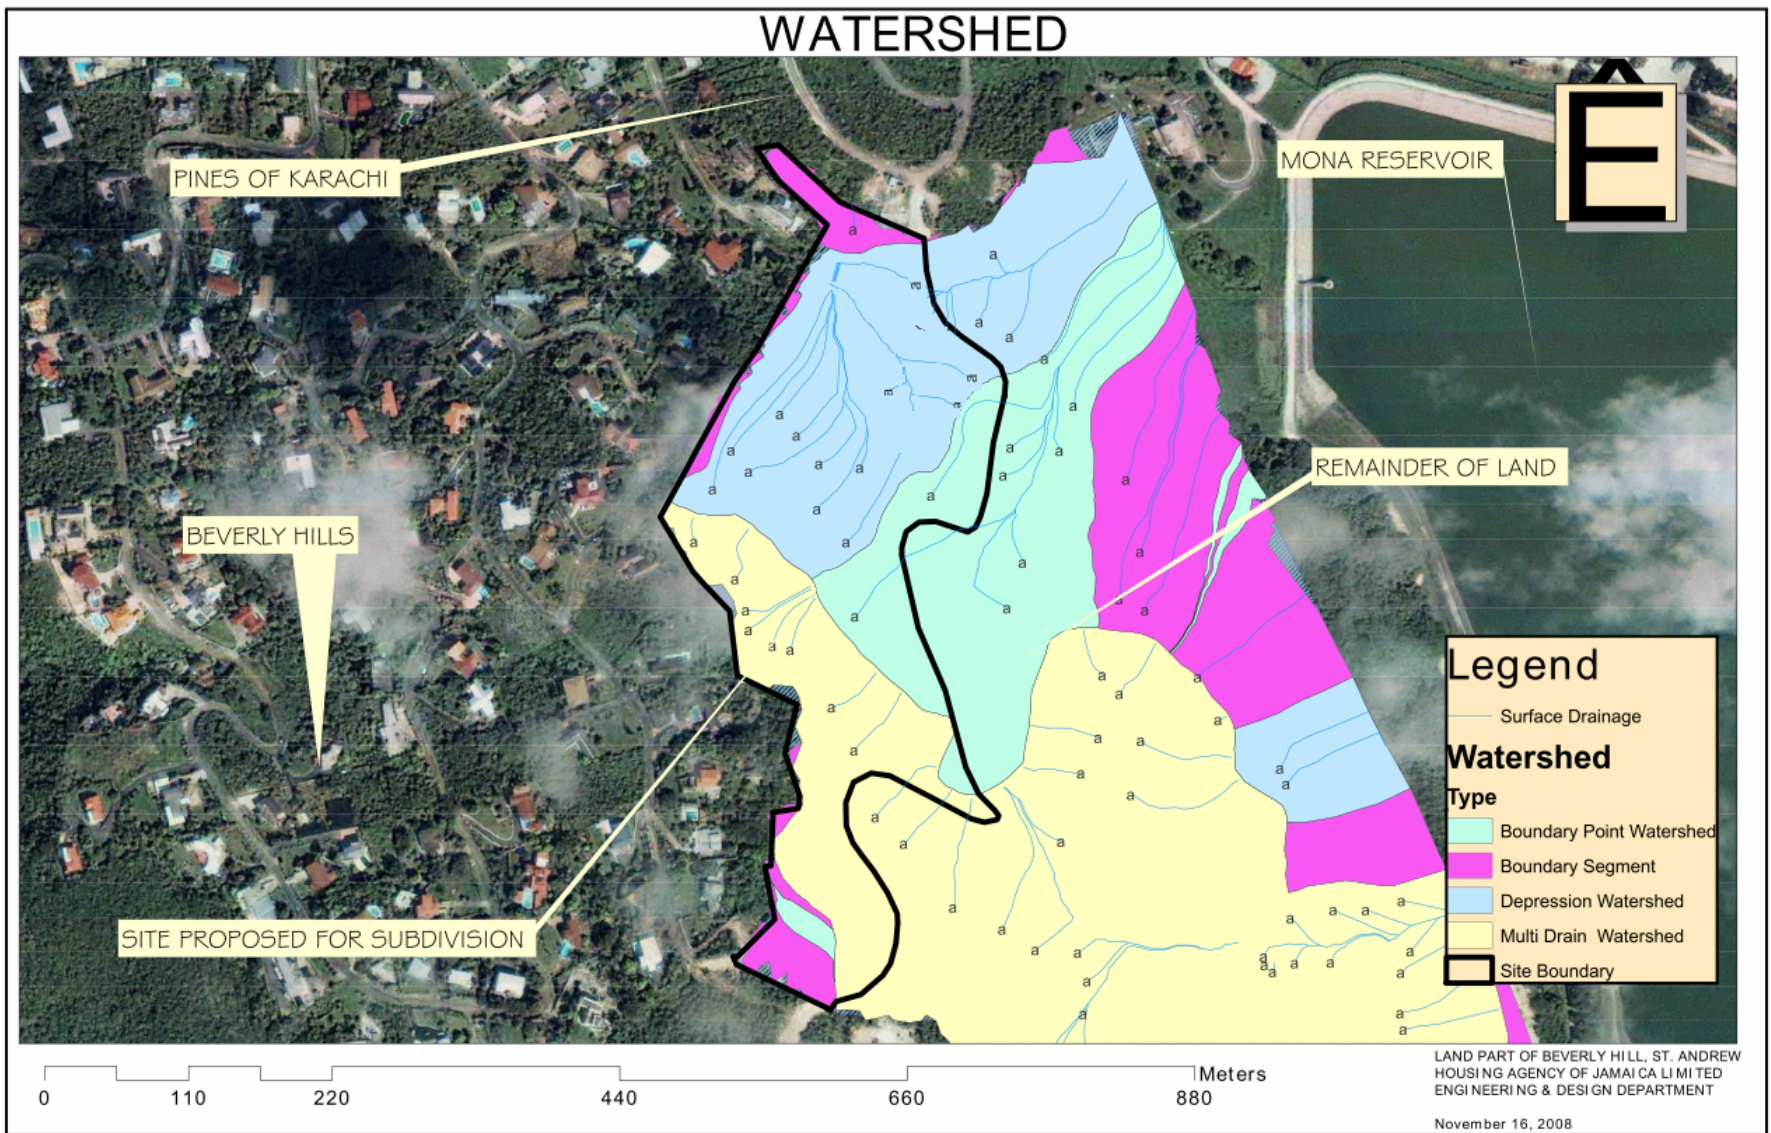 WATERSHED
PINES OF KARACHI
MONA RESERVOIR
É
REMAINDER OF LAND
BEVERLY HILLS
SITE PROPOSED FOR SUBDIVISION
Legend
Surface Drainage
Watershed
Type
Boundary Point Watershed
Boundary Segment
Depression Watershed
Multi Drain Watershed
Site Boundary
0 110 220 440 660 880 Meters
LAND PART OF BEVERLY HILL, ST. ANDREW
HOUSING AGENCY OF JAMAICA LIMITED
ENGINEERING & DESIGN DEPARTMENT
November 16, 2008